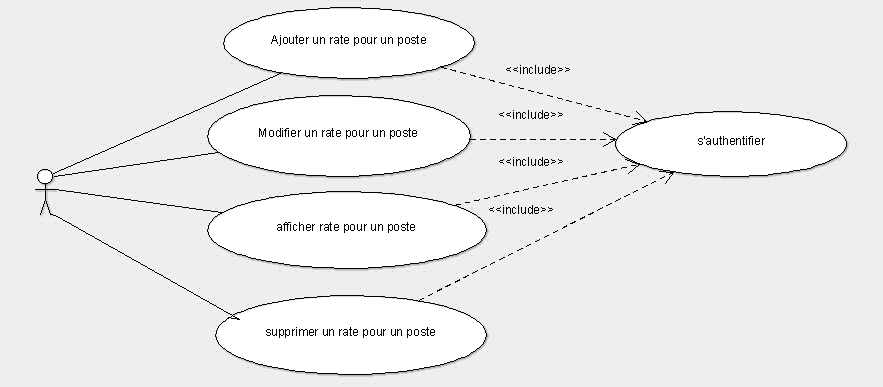 Ajouter un rate pour un poste
<<include>>
<<include>>
Modifier un rate pour un poste
s'authentifier
<<include>>
<<include>>
afficher rate pour un poste
supprimer un rate pour un poste